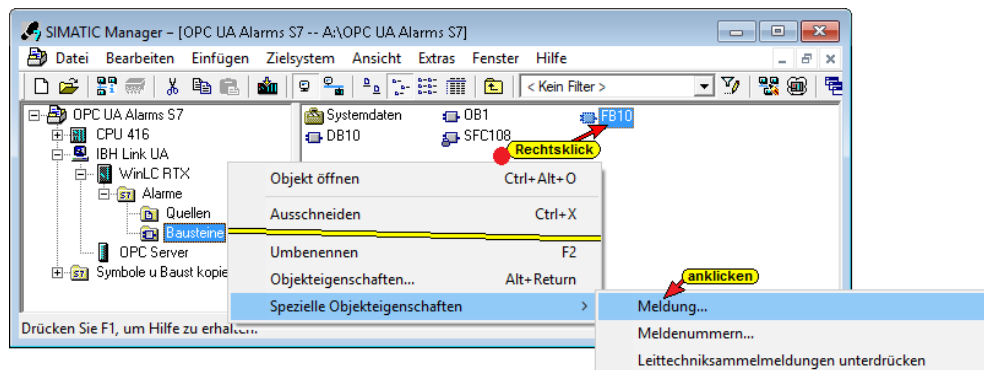 SIMATIC Manager – [OPC UA Alarms S7 -- A:\OPC UA Alarms S7]
Datei Bearbeiten Einfügen Zielsystem Ansicht Extras Fenster Hilfe
< Kein Filter >
OPC UA Alarms S7
CPU 416
IBH Link UA
WinLC RTX
S7 Alarme
Quellen
Bausteine
OPC Server
S7 Symbole u Baust kopie
Systemdaten OB1 FB10
DB10 SFC108
Rechtsklick
Objekt öffnen Ctrl+Alt+O
Ausschneiden Ctrl+X
Umbenennen F2
Objekteigenschaften... Alt+Return
Spezielle Objekteigenschaften >
anklicken
Meldung...
Meldenummern...
Leittechniksammelmeldungen unterdrücken
Drücken Sie F1, um Hilfe zu